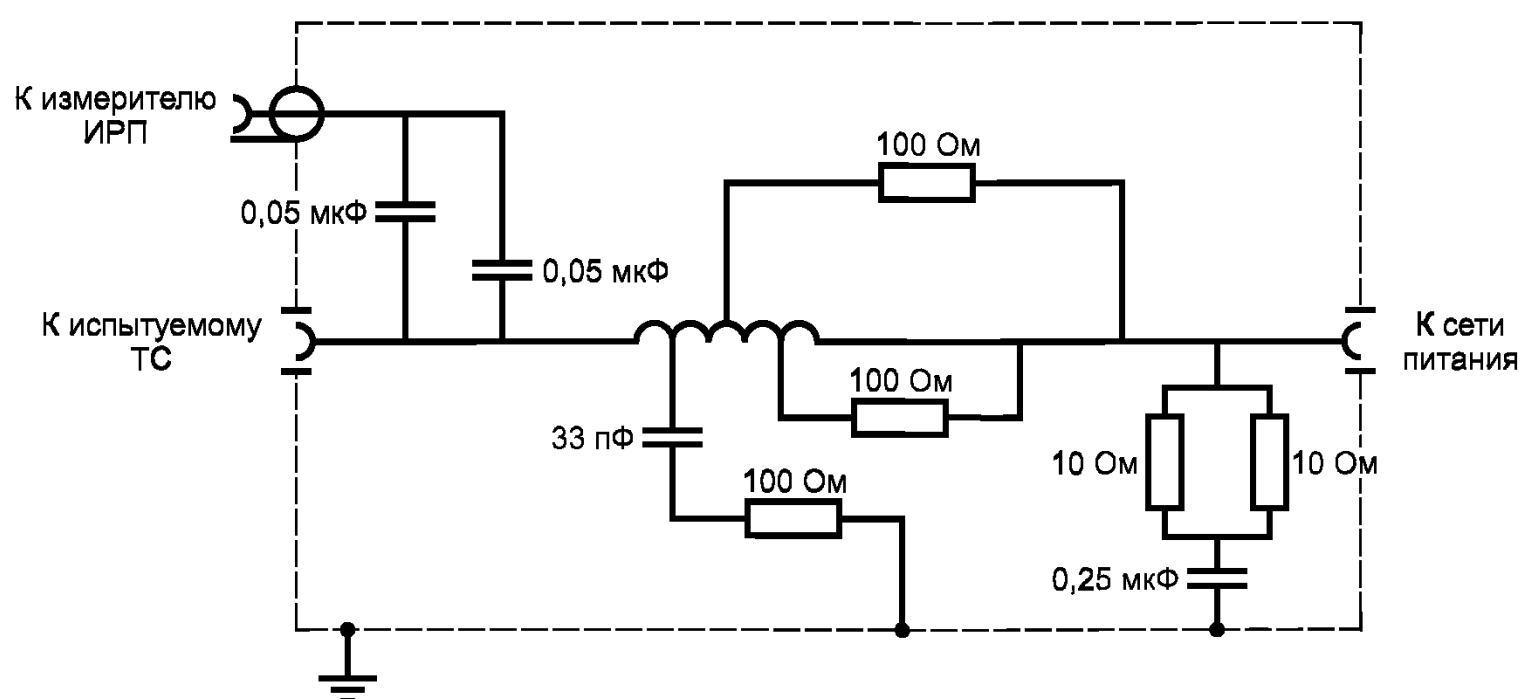 К измерителю
ИРП
100 Ом
0,05 мкФ
0,05 мкФ
К испытуемому
ТС
К сети
питания
100 Ом
33 пФ
100 Ом
10 Ом
10 Ом
0,25 мкФ